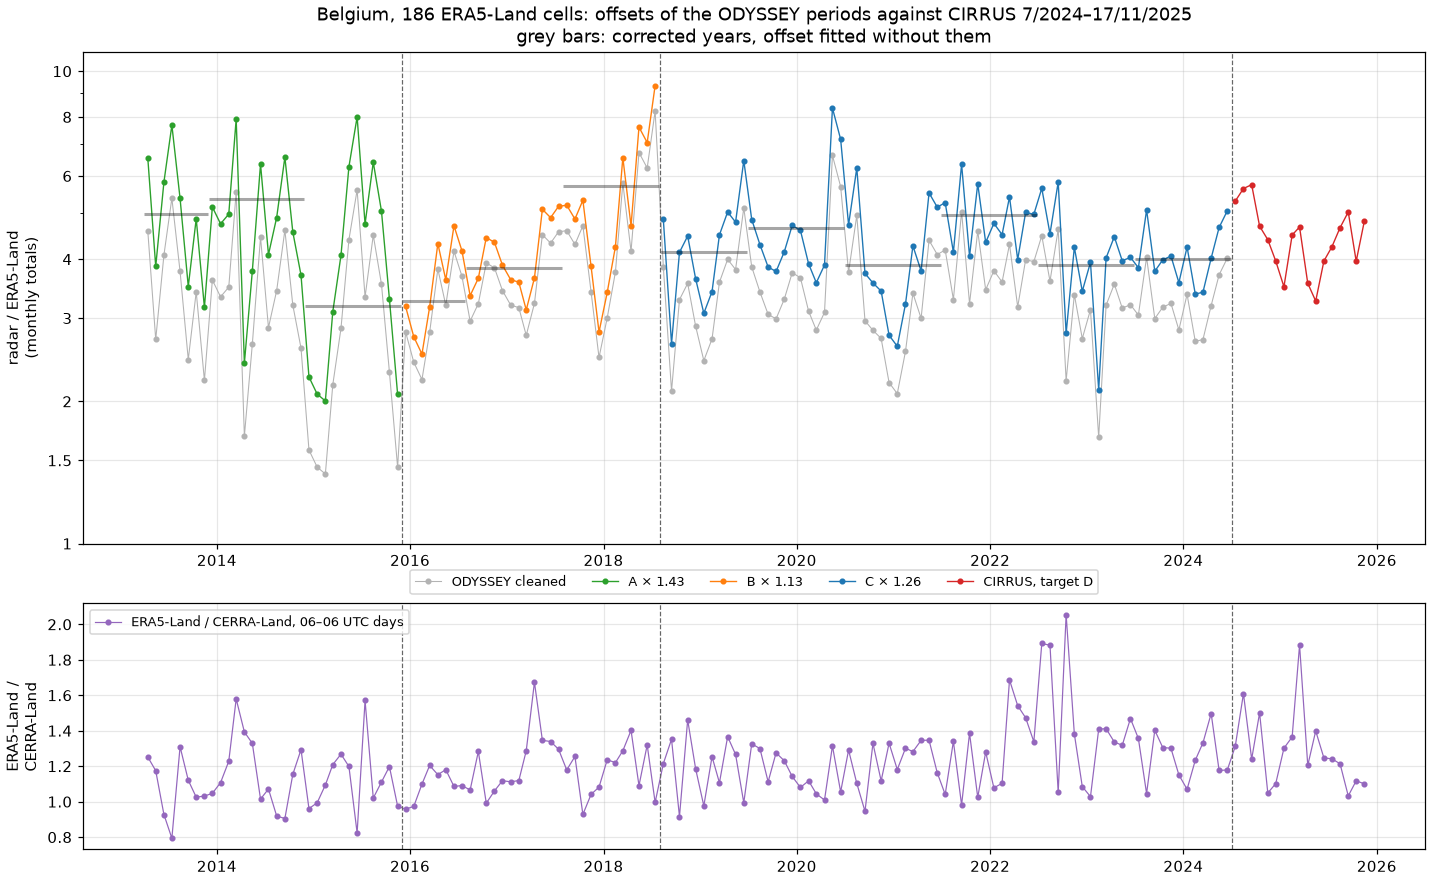 Belgium, 186 ERA5-Land cells: offsets of the ODYSSEY periods against CIRRUS 7/2024–17/11/2025
grey bars: corrected years, offset fitted without them
radar / ERA5-Land
(monthly totals)
10
8
6
4
3
2
1.5
1
2014
2016
2018
2020
2022
2024
2026
ODYSSEY cleaned
A × 1.43
B × 1.13
C × 1.26
CIRRUS, target D
ERA5-Land / CERRA-Land, 06–06 UTC days
ERA5-Land /
CERRA-Land
2.0
1.8
1.6
1.4
1.2
1.0
0.8
2014
2016
2018
2020
2022
2024
2026